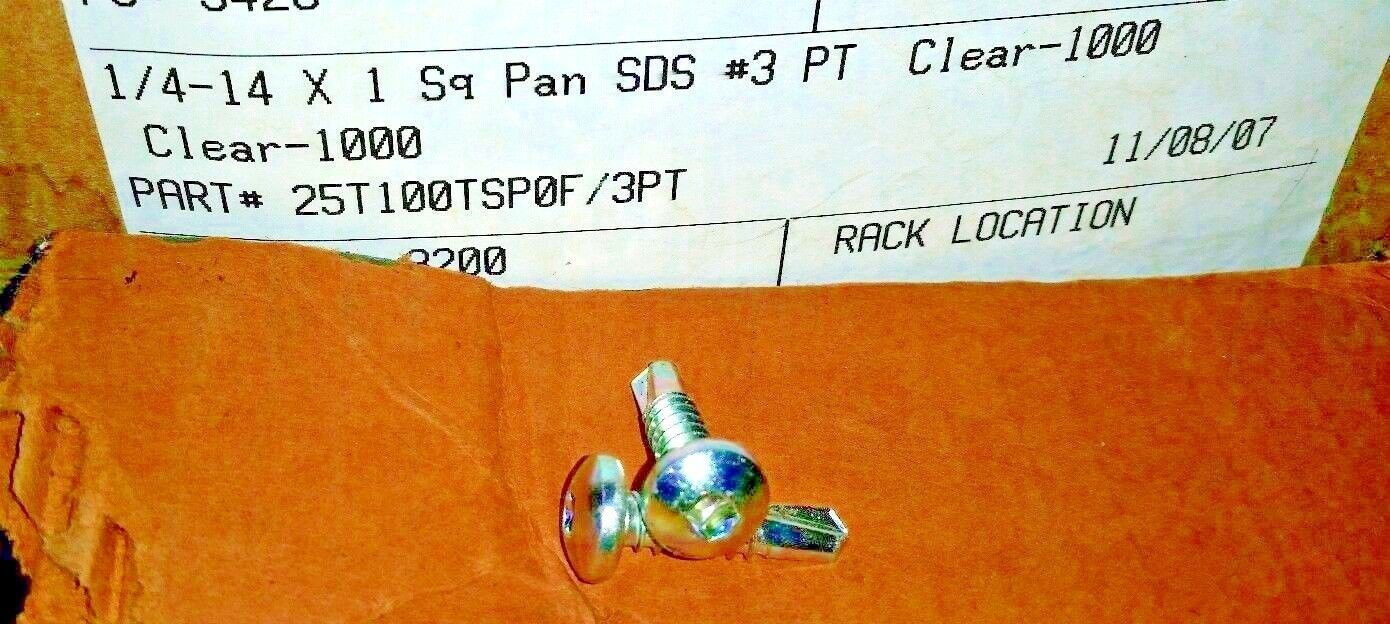 1/4-14 X 1 Sq Pan SDS #3 PT Clear-1000
Clear-1000
11/08/07
PART# 25T100TSP0F/3PT
3200
RACK LOCATION